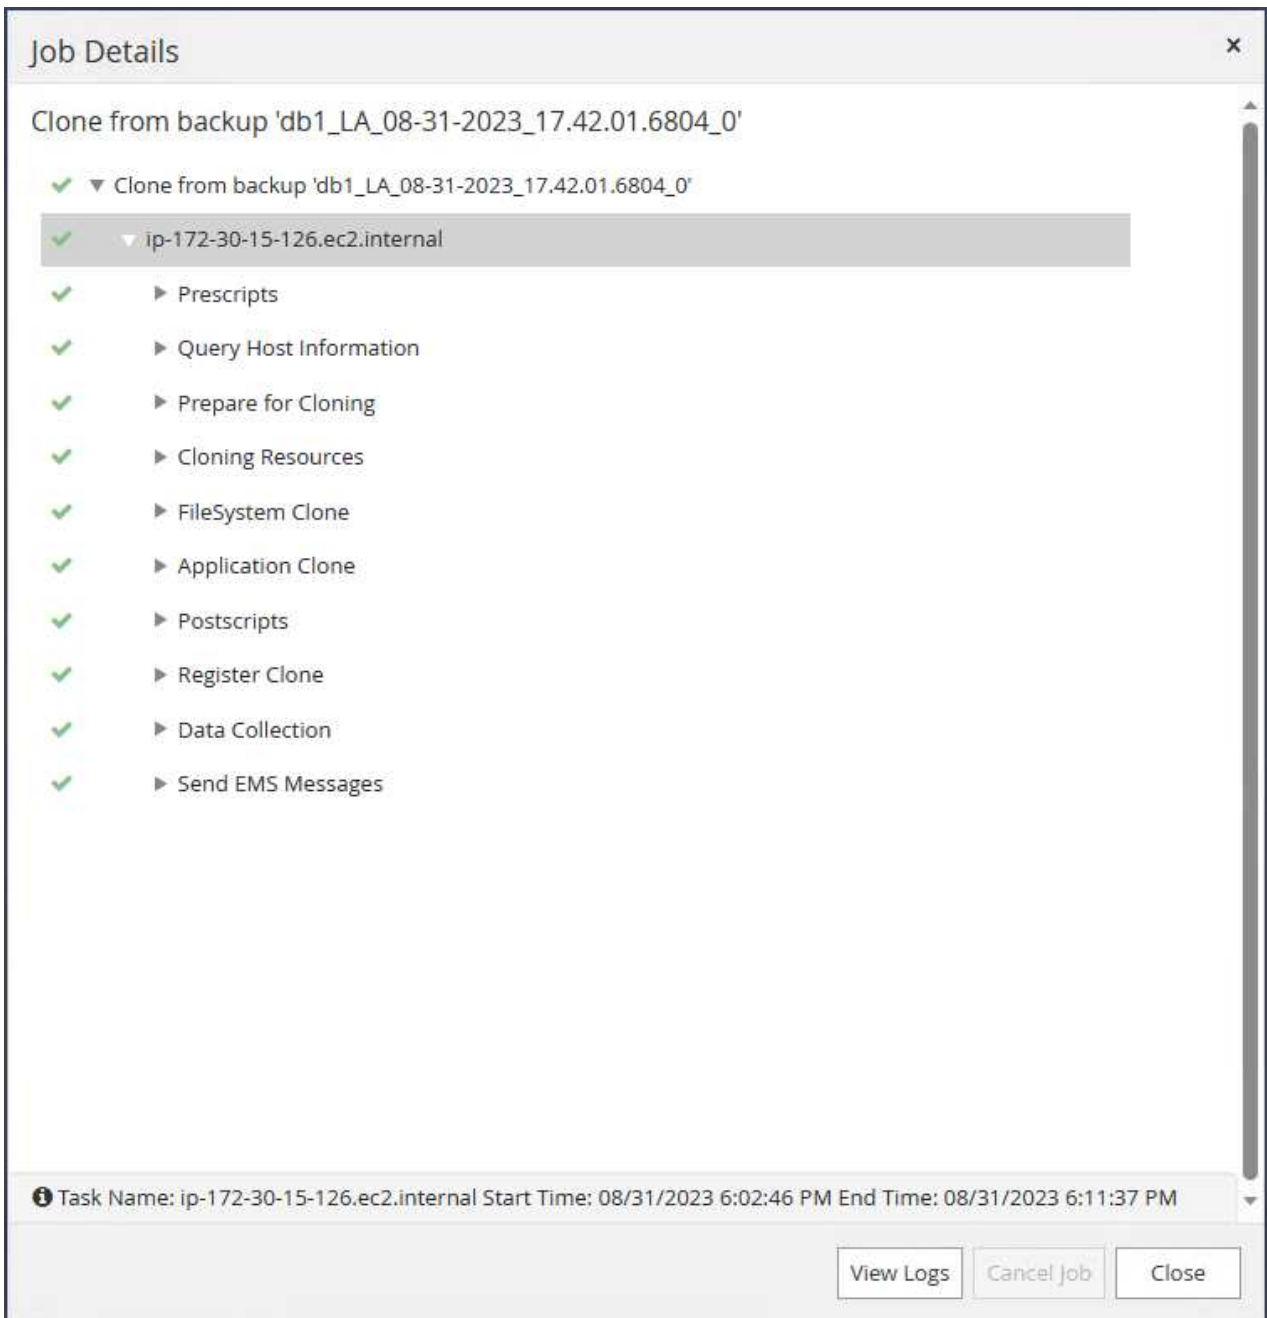 Job Details
Clone from backup 'db1_LA_08-31-2023_17.42.01.6804_0'
Clone from backup 'db1_LA_08-31-2023_17.42.01.6804_0'
ip-172-30-15-126.ec2.internal
Prescripts
Query Host Information
Prepare for Cloning
Cloning Resources
FileSystem Clone
Application Clone
Postscripts
Register Clone
Data Collection
Send EMS Messages
Task Name: ip-172-30-15-126.ec2.internal Start Time: 08/31/2023 6:02:46 PM End Time: 08/31/2023 6:11:37 PM
View Logs Cancel Job Close